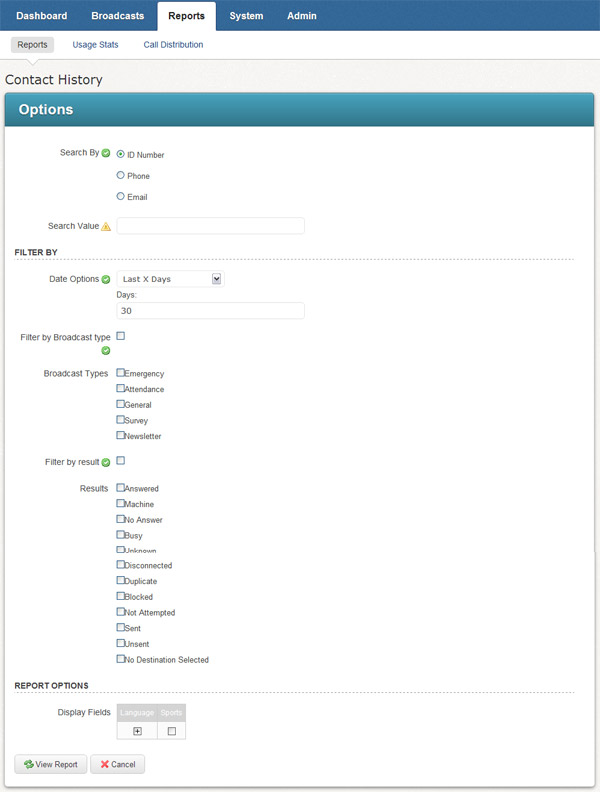 Dashboard Broadcasts Reports System Admin
Reports Usage Stats Call Distribution
Contact History
Options
Search By ID Number
Phone
Email
Search Value
FILTER BY
Date Options Last X Days
Days:
30
Filter by Broadcast type
Broadcast Types Emergency
Attendance
General
Survey
Newsletter
Filter by result
Results Answered
Machine
No Answer
Busy
Unknown
Disconnected
Duplicate
Blocked
Not Attempted
Sent
Unsent
No Destination Selected
REPORT OPTIONS
Display Fields Language Sports
View Report Cancel